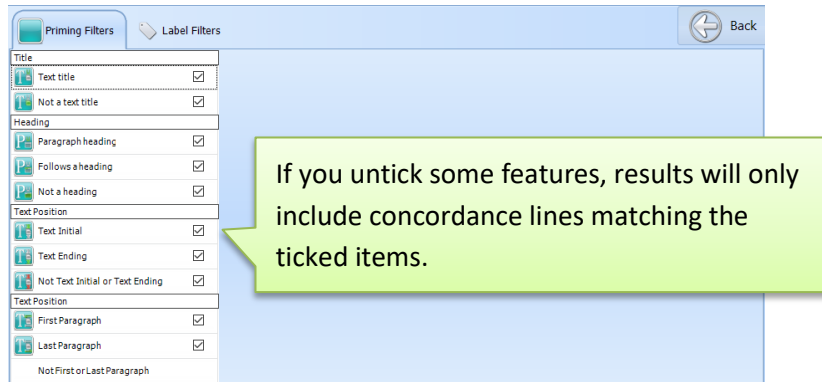 Priming Filters
Label Filters
Back
Title
Text title
Not a text title
Heading
Paragraph heading
Follows a heading
Not a heading
Text Position
Text Initial
Text Ending
Not Text Initial or Text Ending
Text Position
First Paragraph
Last Paragraph
Not First or Last Paragraph
If you untick some features, results will only
include concordance lines matching the
ticked items.